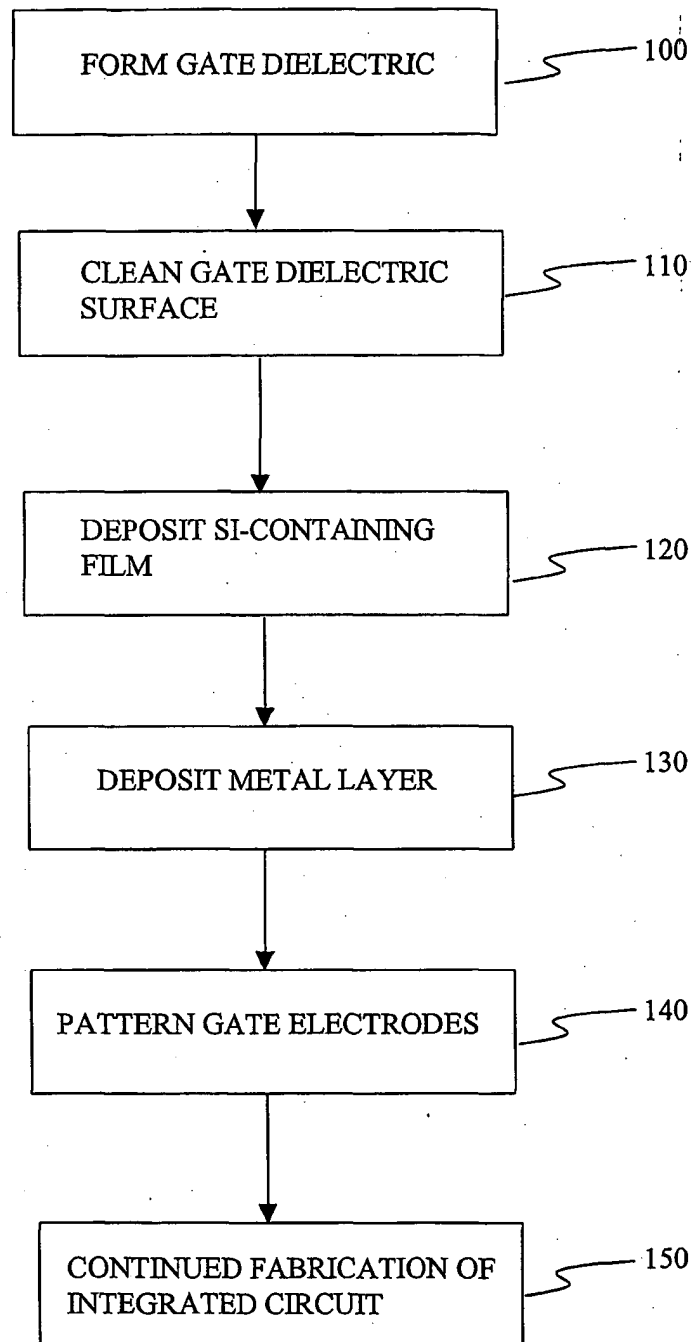 FORM GATE DIELECTRIC
100
CLEAN GATE DIELECTRIC
SURFACE
110
DEPOSIT SI-CONTAINING
FILM
120
DEPOSIT METAL LAYER
130
PATTERN GATE ELECTRODES
140
CONTINUED FABRICATION OF
INTEGRATED CIRCUIT
150